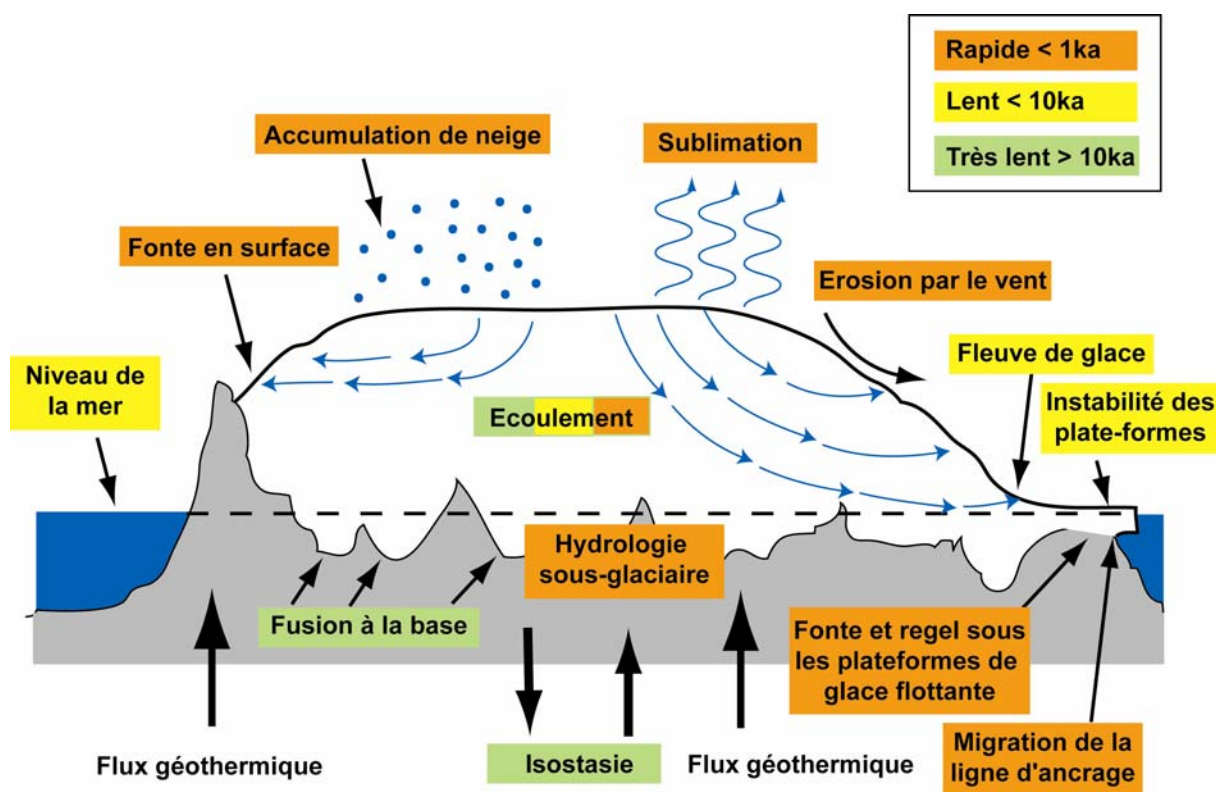 Rapide < 1ka
Lent < 10ka
Très lent > 10ka
Accumulation de neige
Sublimation
Fonte en surface
Erosion par le vent
Niveau de
la mer
Fleuve de glace
Instabilité des
plate-formes
Ecoulement
Hydrologie
sous-glaciaire
Fusion à la base
Fonte et regel sous
les plateformes de
glace flottante
Migration de la
ligne d'ancrage
Flux géothermique
Isostasie
Flux géothermique